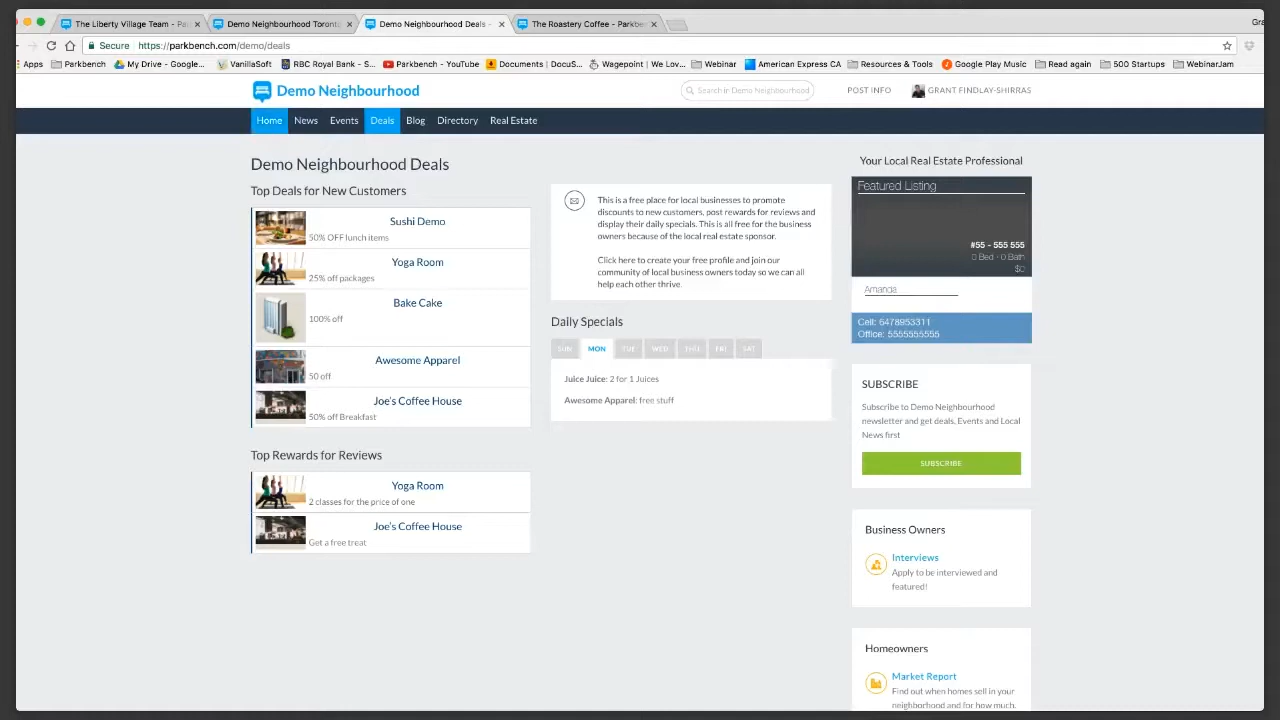 The Liberty Village Team - Pa
Demo Neighbourhood Toronto
Demo Neighbourhood Deals -
The Roastery Coffee - Parkben
Gra
Secure
https://parkbench.com/demo/deals
Apps
Parkbench
My Drive - Google...
VanillaSoft
RBC Royal Bank - S...
Parkbench - YouTube
Documents - DocuS...
Wagepoint | We Lov...
Webinar
American Express CA
Resources & Tools
Google Play Music
Read again
500 Startups
WebinarJam
Demo Neighbourhood
Search in Demo Neighbourhood
POST INFO
GRANT FINDLAY-SHIRRAS
Home News Events Deals Blog Directory Real Estate
Demo Neighbourhood Deals
Top Deals for New Customers
Sushi Demo
50% OFF lunch items
Yoga Room
25% off packages
Bake Cake
100% off
Awesome Apparel
50 off
Joe's Coffee House
50% off Breakfast
Top Rewards for Reviews
Yoga Room
2 classes for the price of one
Joe's Coffee House
Get a free treat
This is a free place for local businesses to promote
discounts to new customers, post rewards for reviews and
display their daily specials. This is all free for the business
owners because of the local real estate sponsor.
Click here to create your free profile and join our
community of local business owners today so we can all
help each other thrive.
Daily Specials
SUN MON TUE WED THU FRI SAT
Juice Juice: 2 for 1 Juices
Awesome Apparel: free stuff
Your Local Real Estate Professional
Featured Listing
#55 - 555 555
0 Bed · 0 Bath
$0
Amanda
Cell: 6478953311
Office: 5555555555
SUBSCRIBE
Subscribe to Demo Neighbourhood
newsletter and get deals, Events and Local
News first
SUBSCRIBE
Business Owners
Interviews
Apply to be interviewed and
featured!
Homeowners
Market Report
Find out when homes sell in your
neighborhood and for how much.